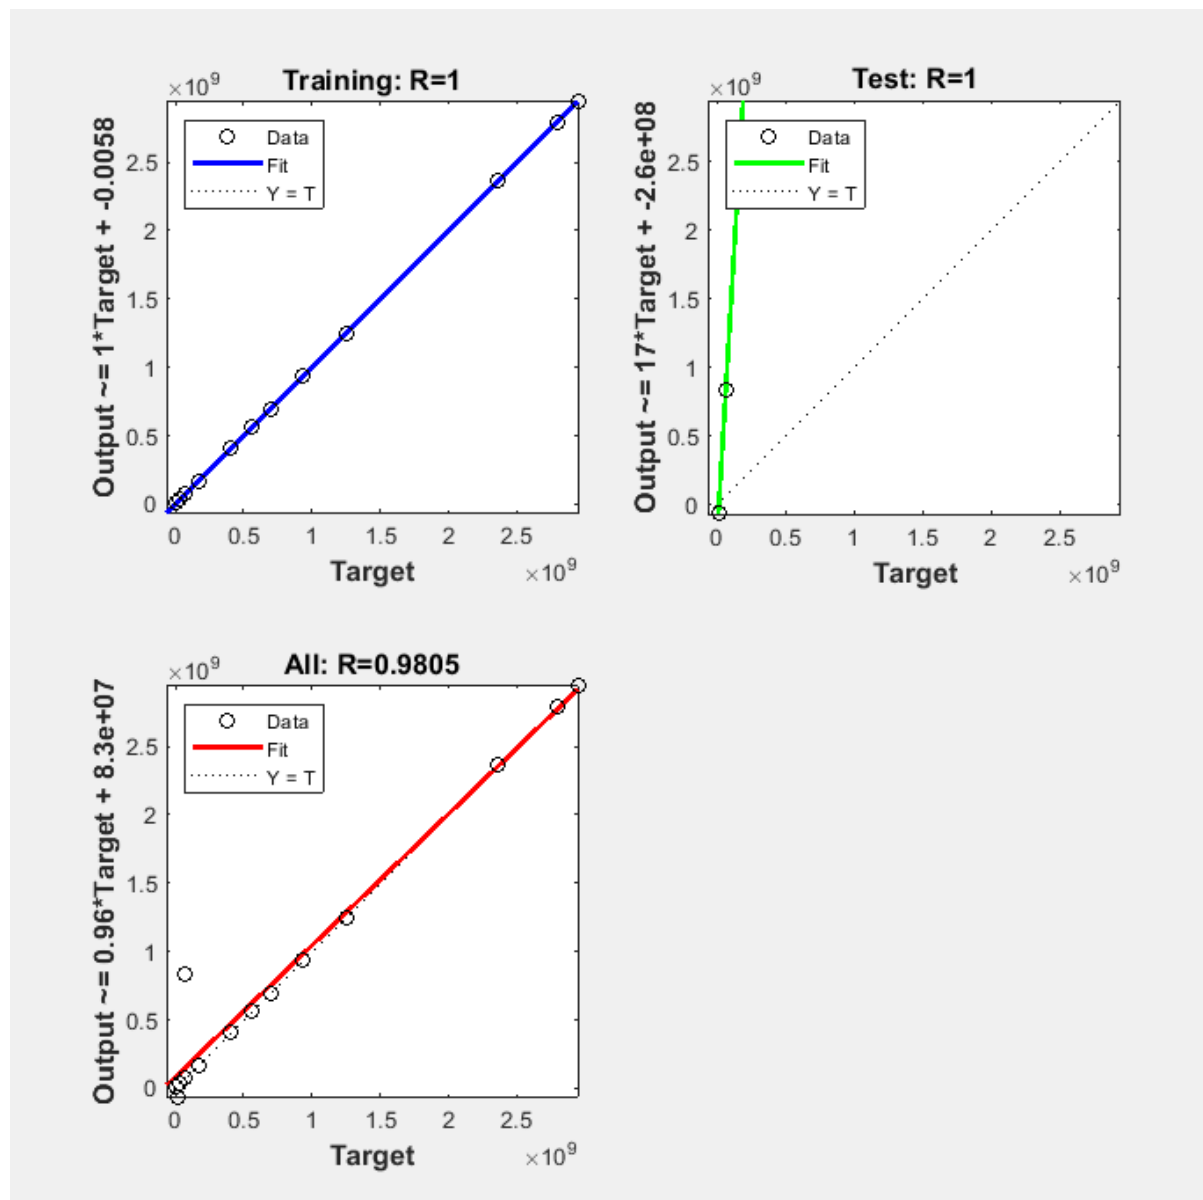 ×10^9
Training: R=1
Output ~= 1*Target + -0.0058
Data
Fit
Y = T
2.5
2
1.5
1
0.5
0
0 0.5 1 1.5 2 2.5
Target
×10^9
×10^9
Test: R=1
Output ~= 17*Target + -2.6e+08
Data
Fit
Y = T
2.5
2
1.5
1
0.5
0
0 0.5 1 1.5 2 2.5
Target
×10^9
×10^9
All: R=0.9805
Output ~= 0.96*Target + 8.3e+07
Data
Fit
Y = T
2.5
2
1.5
1
0.5
0
0 0.5 1 1.5 2 2.5
Target
×10^9